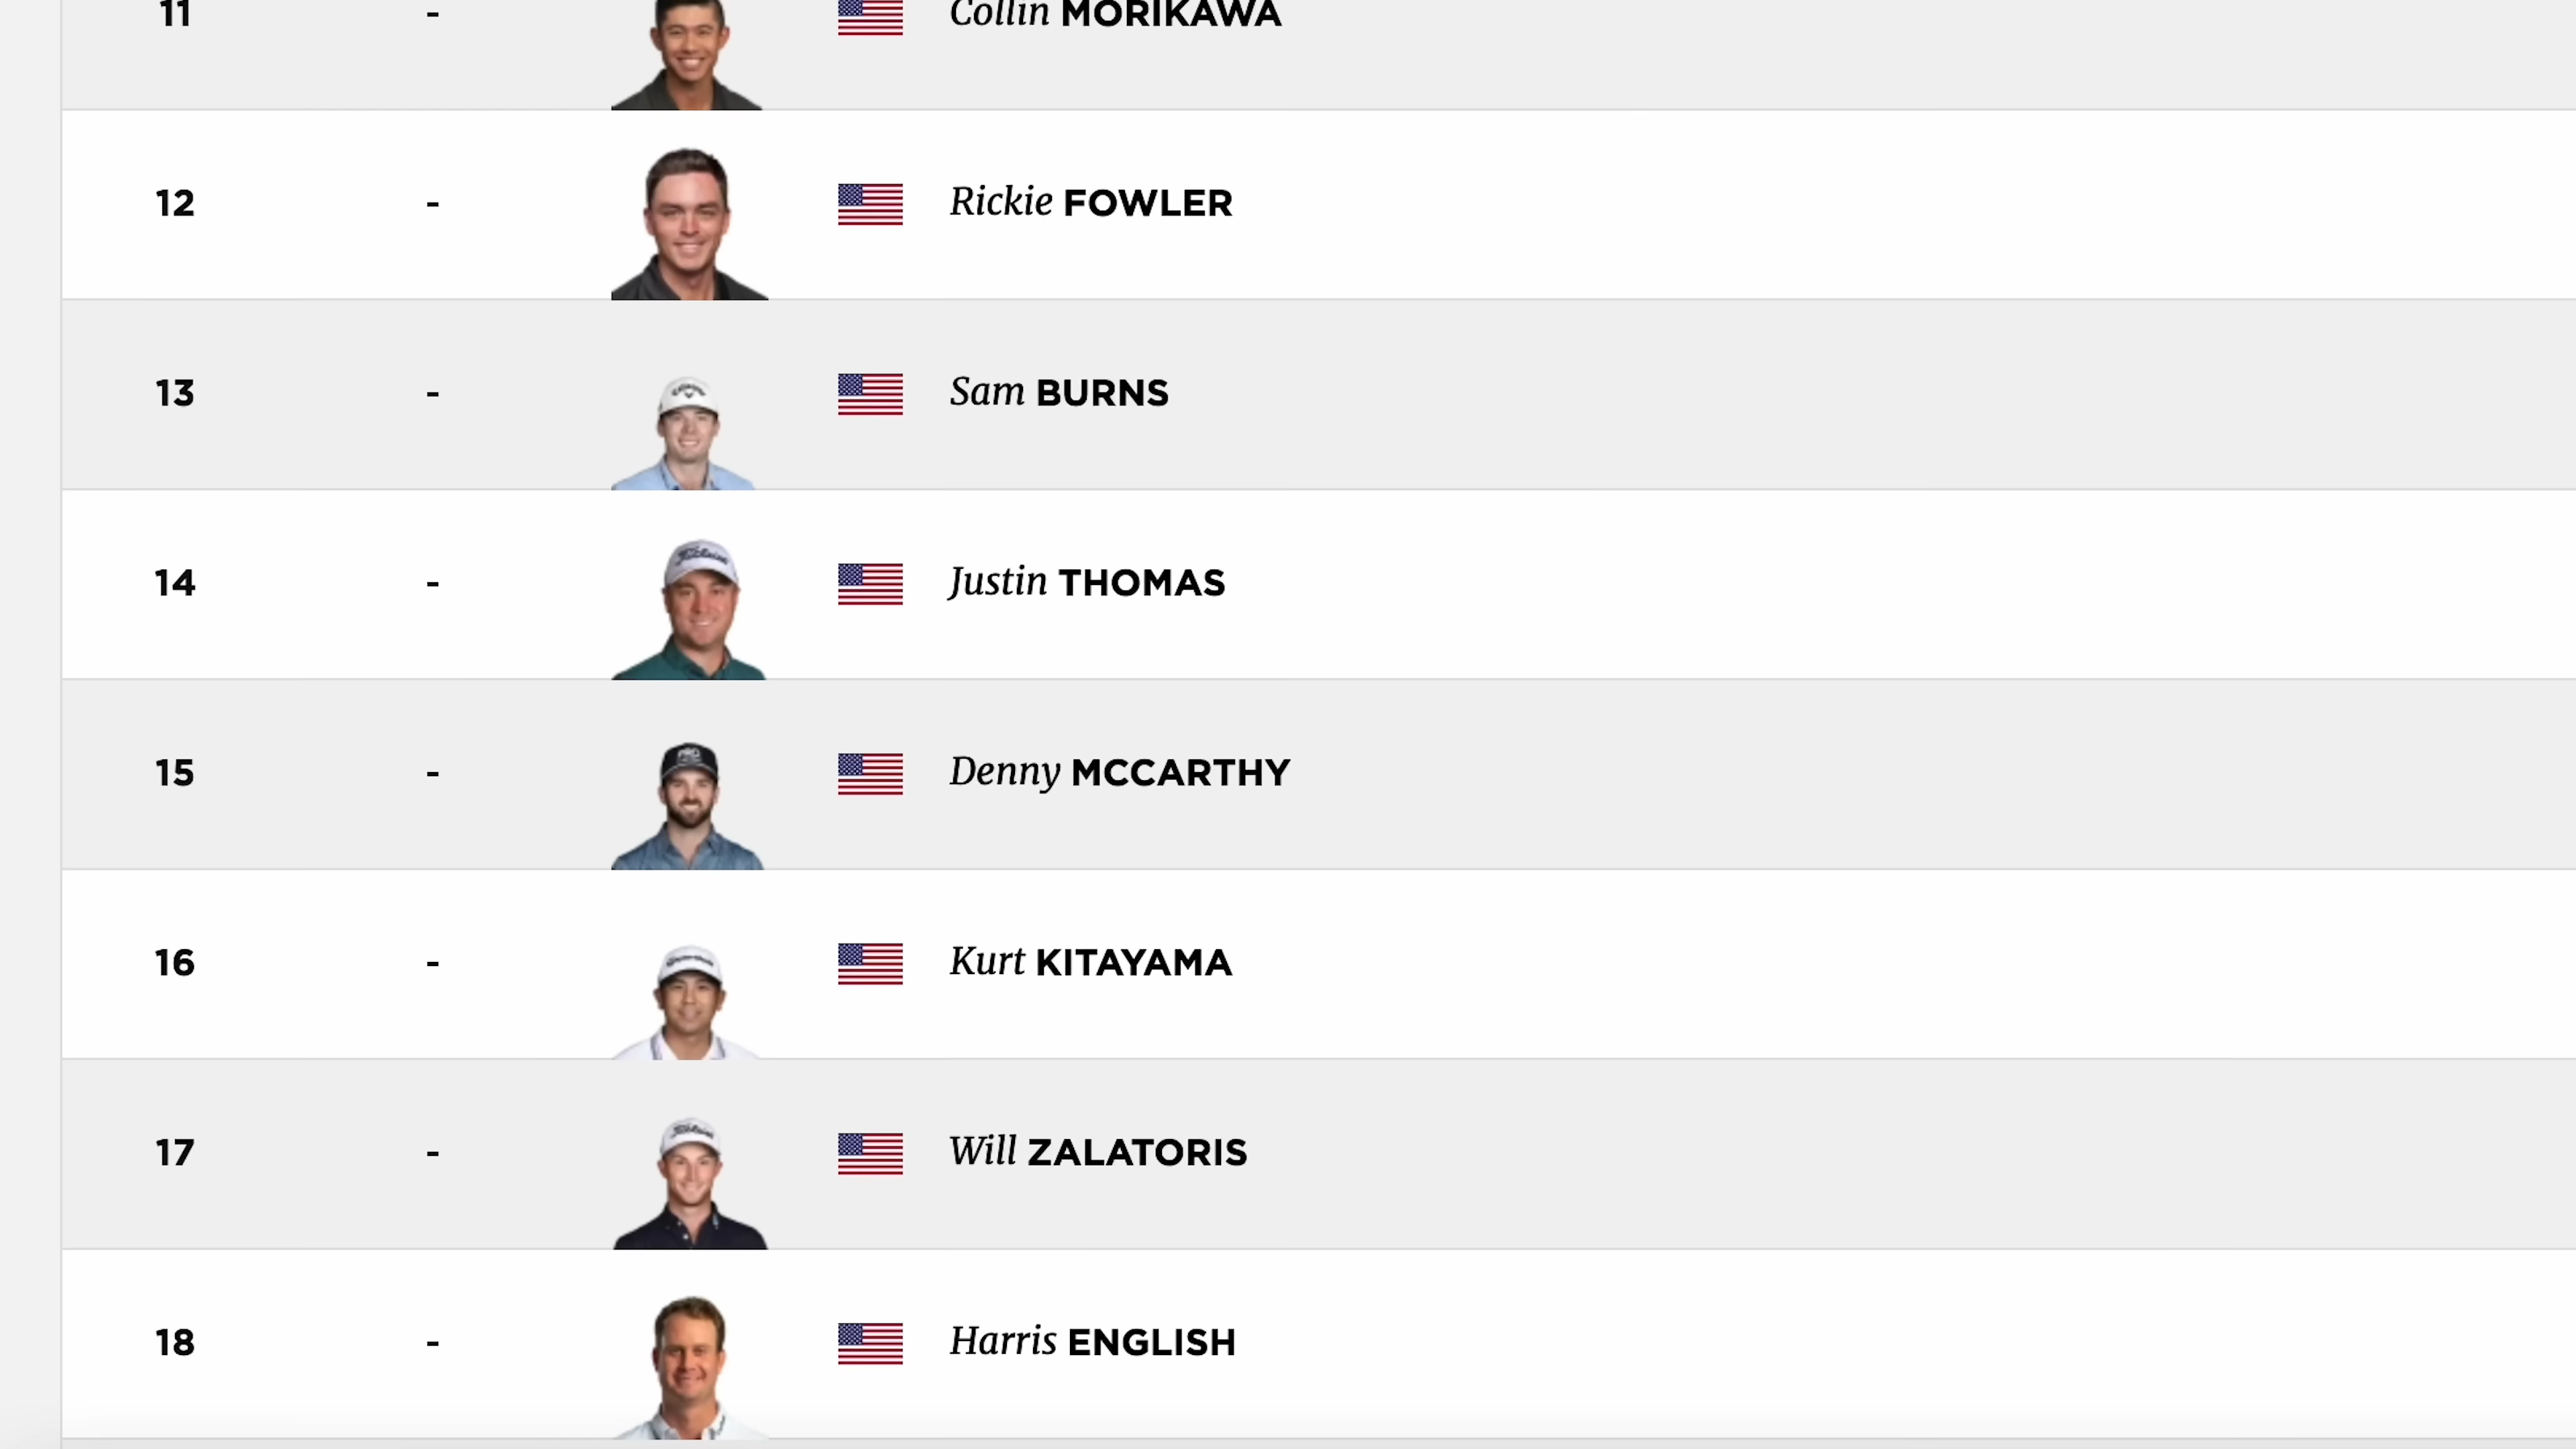 11 - Collin MORIKAWA
12 - Rickie FOWLER
13 - Sam BURNS
14 - Justin THOMAS
15 - Denny MCCARTHY
16 - Kurt KITAYAMA
17 - Will ZALATORIS
18 - Harris ENGLISH